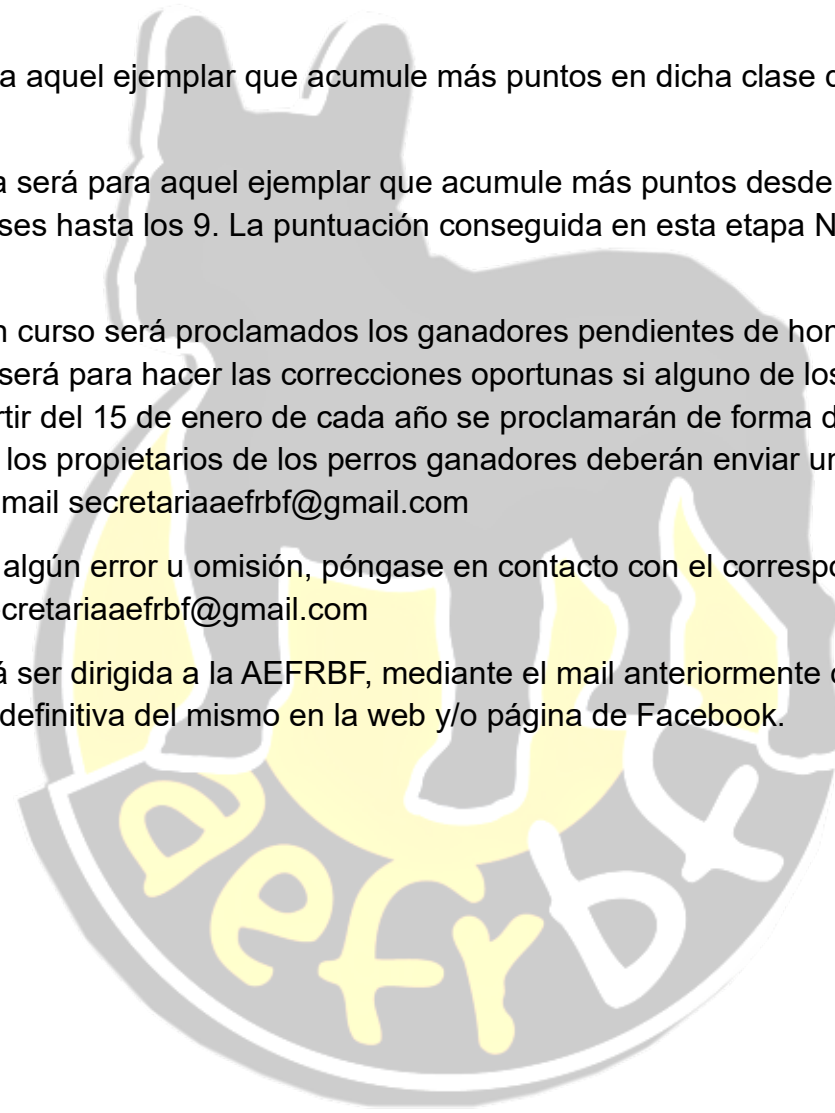 a aquel ejemplar que acumule más puntos en dicha clase
será para aquel ejemplar que acumule más puntos desde
ses hasta los 9. La puntuación conseguida en esta etapa
curso será proclamados los ganadores pendientes de
será para hacer las correcciones oportunas si alguno de los
rtir del 15 de enero de cada año se proclamarán de forma
los propietarios de los perros ganadores deberán enviar
mail secretariaaefrbf@gmail.com
algún error u omisión, póngase en contacto con el
cretariaaefrbf@gmail.com
á ser dirigida a la AEFRBF, mediante el mail anteriormente
definitiva del mismo en la web y/o página de Facebook.
aefrbf